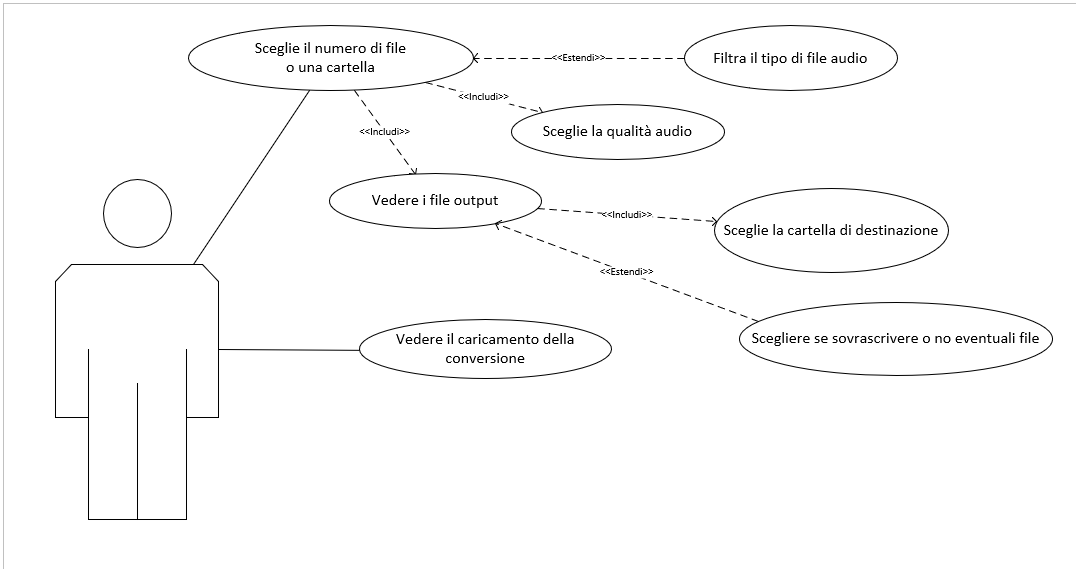 Sceglie il numero di file
o una cartella
<<Estendi>>
Filtra il tipo di file audio
<<Includi>>
Sceglie la qualità audio
<<Includi>>
Vedere i file output
<<Includi>>
Sceglie la cartella di destinazione
<<Estendi>>
Scegliere se sovrascrivere o no eventuali file
Vedere il caricamento della
conversione